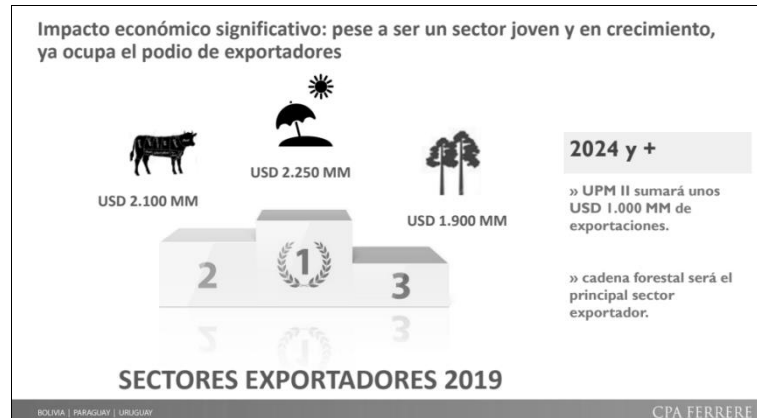 Impacto económico significativo: pese a ser un sector joven y en crecimiento,
ya ocupa el podio de exportadores
USD 2.250 MM
USD 2.100 MM
USD 1.900 MM
1
2
3
2024 y +
» UPM II sumará unos
USD 1.000 MM de
exportaciones.
» cadena forestal será el
principal sector
exportador.
SECTORES EXPORTADORES 2019
BOLIVIA | PARAGUAY | URUGUAY
CPA FERRERE